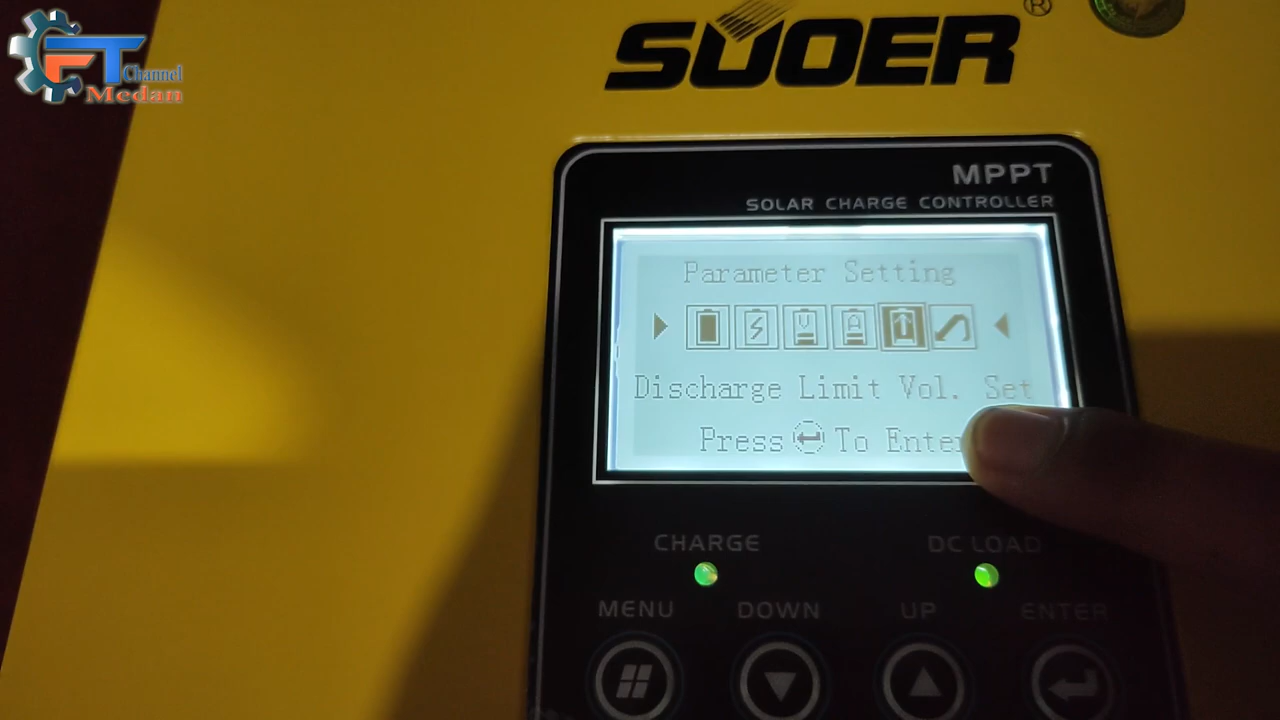 FT Channel
Medan
SUOER ®
MPPT
SOLAR CHARGE CONTROLLER
Parameter Setting
V A
Discharge Limit Vol. Set
Press To Enter
CHARGE DC LOAD
MENU DOWN UP ENTER